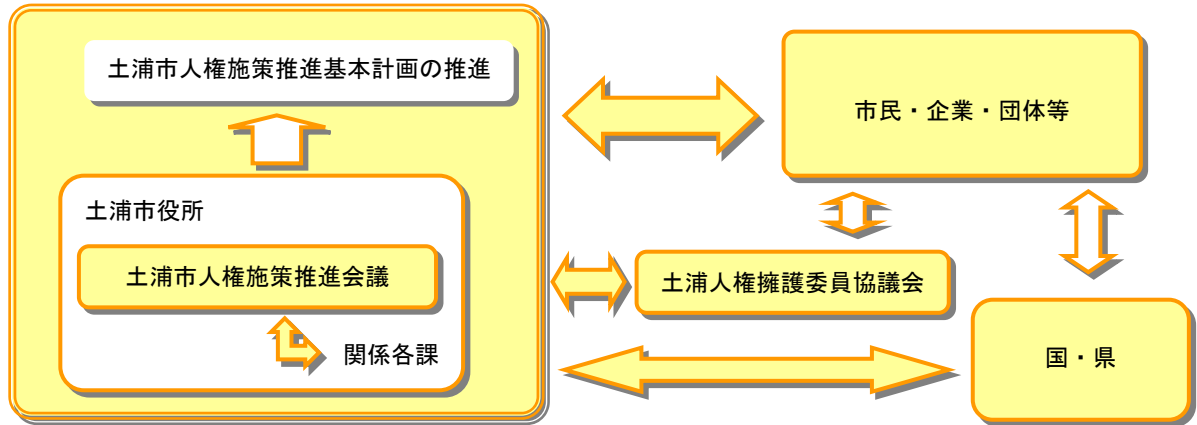 土浦市人権施策推進基本計画の推進
市民・企業・団体等
土浦市役所
土浦市人権施策推進会議
土浦人権擁護委員協議会
関係各課
国・県